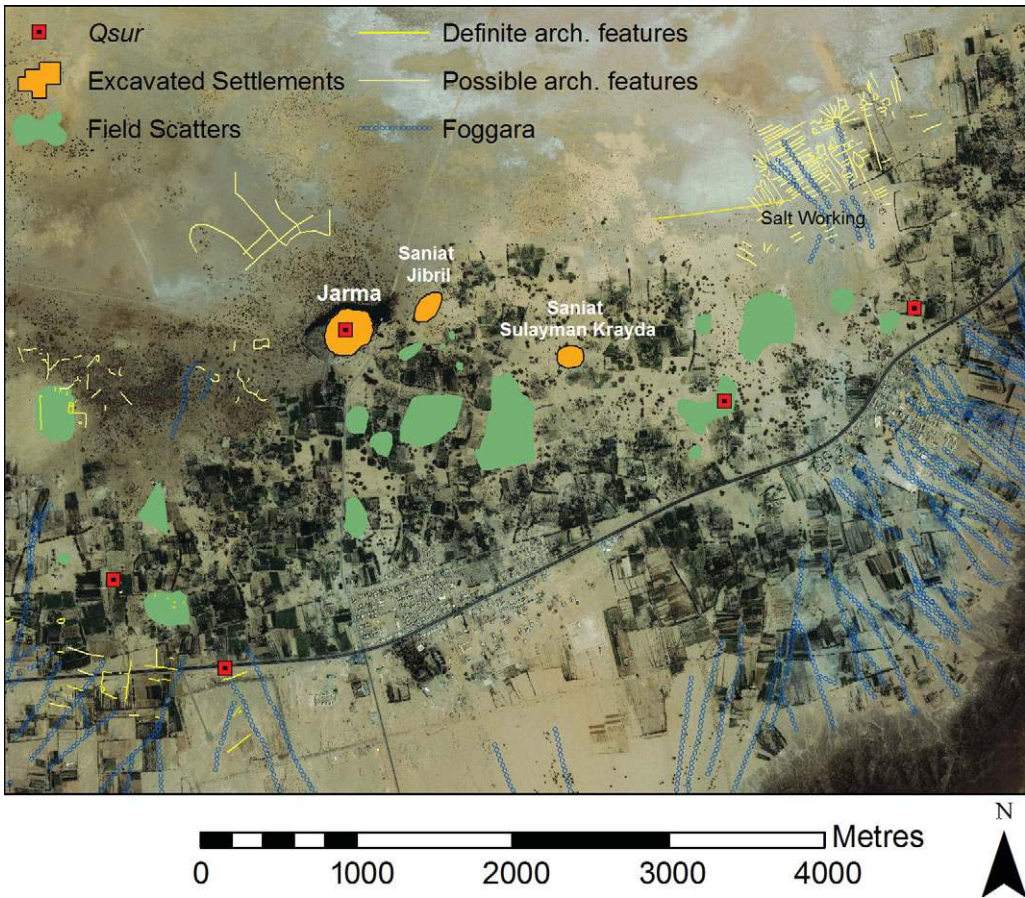 Qsur
Definite arch. features
Excavated Settlements
Possible arch. features
Field Scatters
Foggara
Salt Working
Saniat
Jibril
Jarma
Saniat
Sulayman Krayda
Metres
0 1000 2000 3000 4000
N